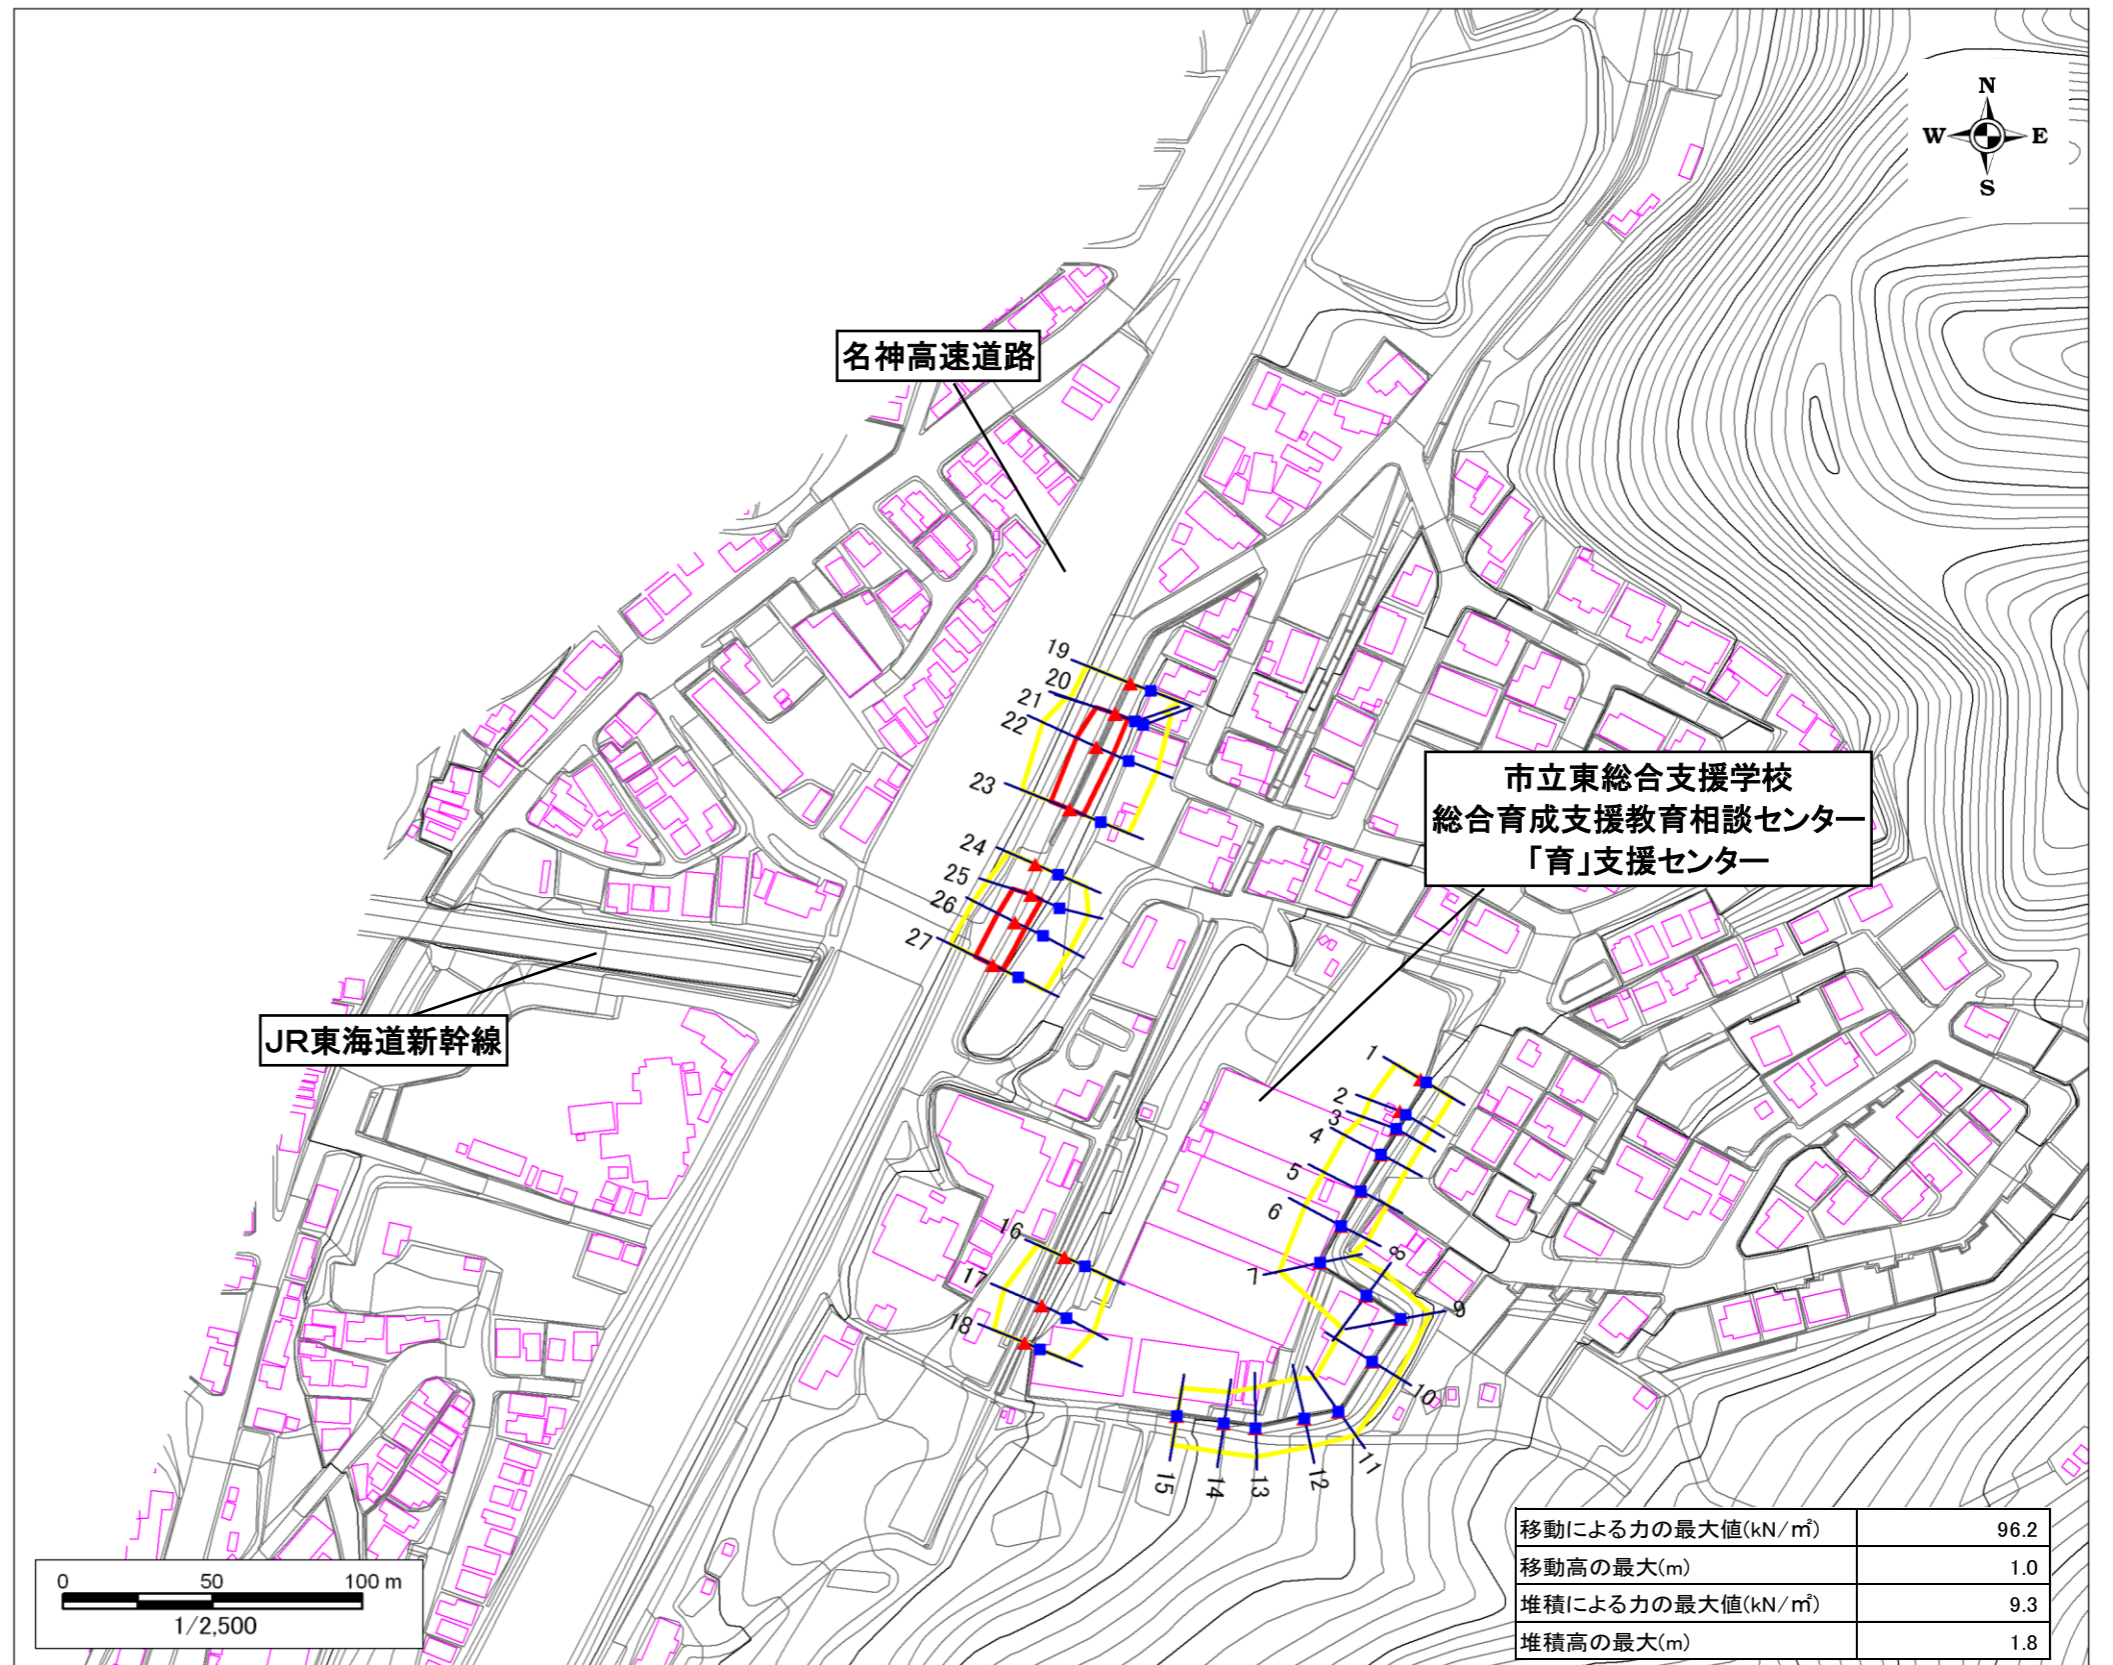 N
W E
S
名神高速道路
19
20
21
22
23
24
25
26
27
市立東総合支援学校
総合育成支援教育相談センター
「育」支援センター
JR東海道新幹線
1
2
3
4
5
6
7
8
9
10
11
12
13
14
15
16
17
18
移動による力の最大値(kN/㎡) 96.2
移動高の最大(m) 1.0
堆積による力の最大値(kN/㎡) 9.3
堆積高の最大(m) 1.8
0 50 100 m
1/2,500